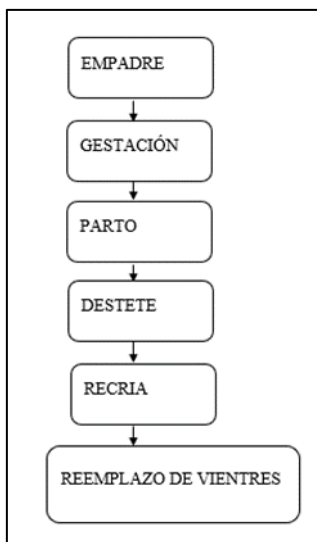 EMPADRE
GESTACIÓN
PARTO
DESTETE
RECRIA
REEMPLAZO DE VIENTRES